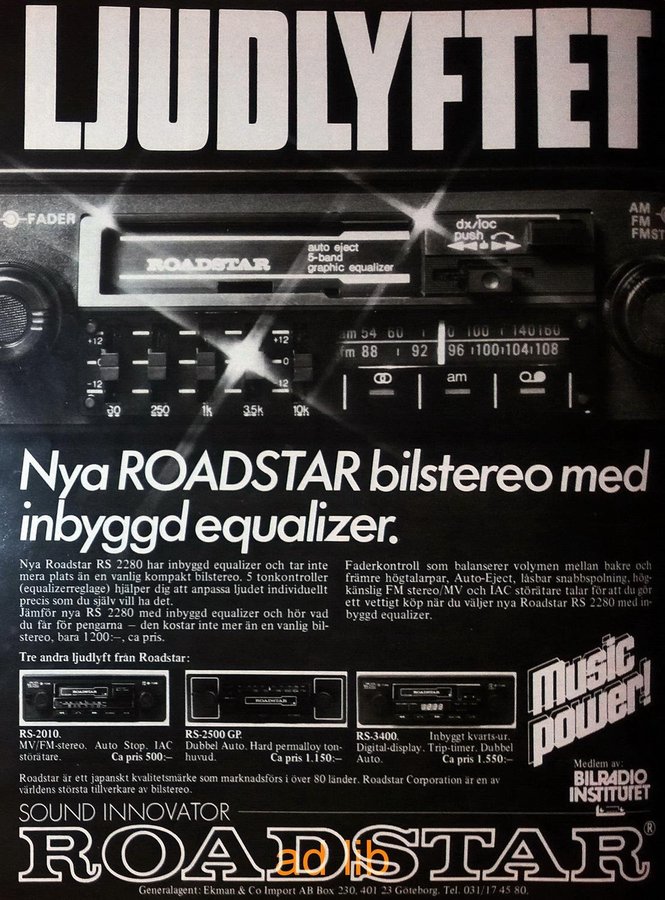 LJUDLYFTET
FADER
dx/loc
push
AM
FM
FMST
auto eject
5-band
graphic equalizer
ROADSTAR
+12 +12
0 0
-12 -12
60 250 1k 3.5k 10k
am 54 60 0 100 140160
fm 88 92 96 100 104 108
am
Nya ROADSTAR bilstereo med
inbyggd equalizer.
Nya Roadstar RS 2280 har inbyggd equalizer och tar inte
mera plats än en vanlig kompakt bilstereo. 5 tonkontroller
(equalizerreglage) hjälper dig att anpassa ljudet individuellt
precis som du själv vill ha det.
Jämför nya RS 2280 med inbyggd equalizer och hör vad
du får för pengarna – den kostar inte mer än en vanlig bil-
stereo, bara 1200:–, ca pris.
Faderkontroll som balanserer volymen mellan bakre och
främre högtalarpar, Auto-Eject, låsbar snabbspolning, hög-
känslig FM stereo/MV och IAC störätare talar för att du gör
ett vettigt köp när du väljer nya Roadstar RS 2280 med in-
byggd equalizer.
Tre andra ljudlyft från Roadstar:
RS-2010.
MV/FM-stereo. Auto Stop. IAC
störätare. Ca pris 500:–
RS-2500 GP.
Dubbel Auto. Hard permalloy ton-
huvud. Ca pris 1.150:–
RS-3400. Inbyggt kvarts-ur.
Digital-display. Trip-timer. Dubbel
Auto. Ca pris 1.550:–
Music
power!
Medlem av:
BILRADIO
INSTITUTET
Roadstar är ett japanskt kvalitetsmärke som marknadsförs i över 80 länder. Roadstar Corporation är en av
världens största tillverkare av bilstereo.
SOUND INNOVATOR
ROADSTAR®
ad lib
Generalagent: Ekman & Co Import AB Box 230, 401 23 Göteborg. Tel. 031/17 45 80.